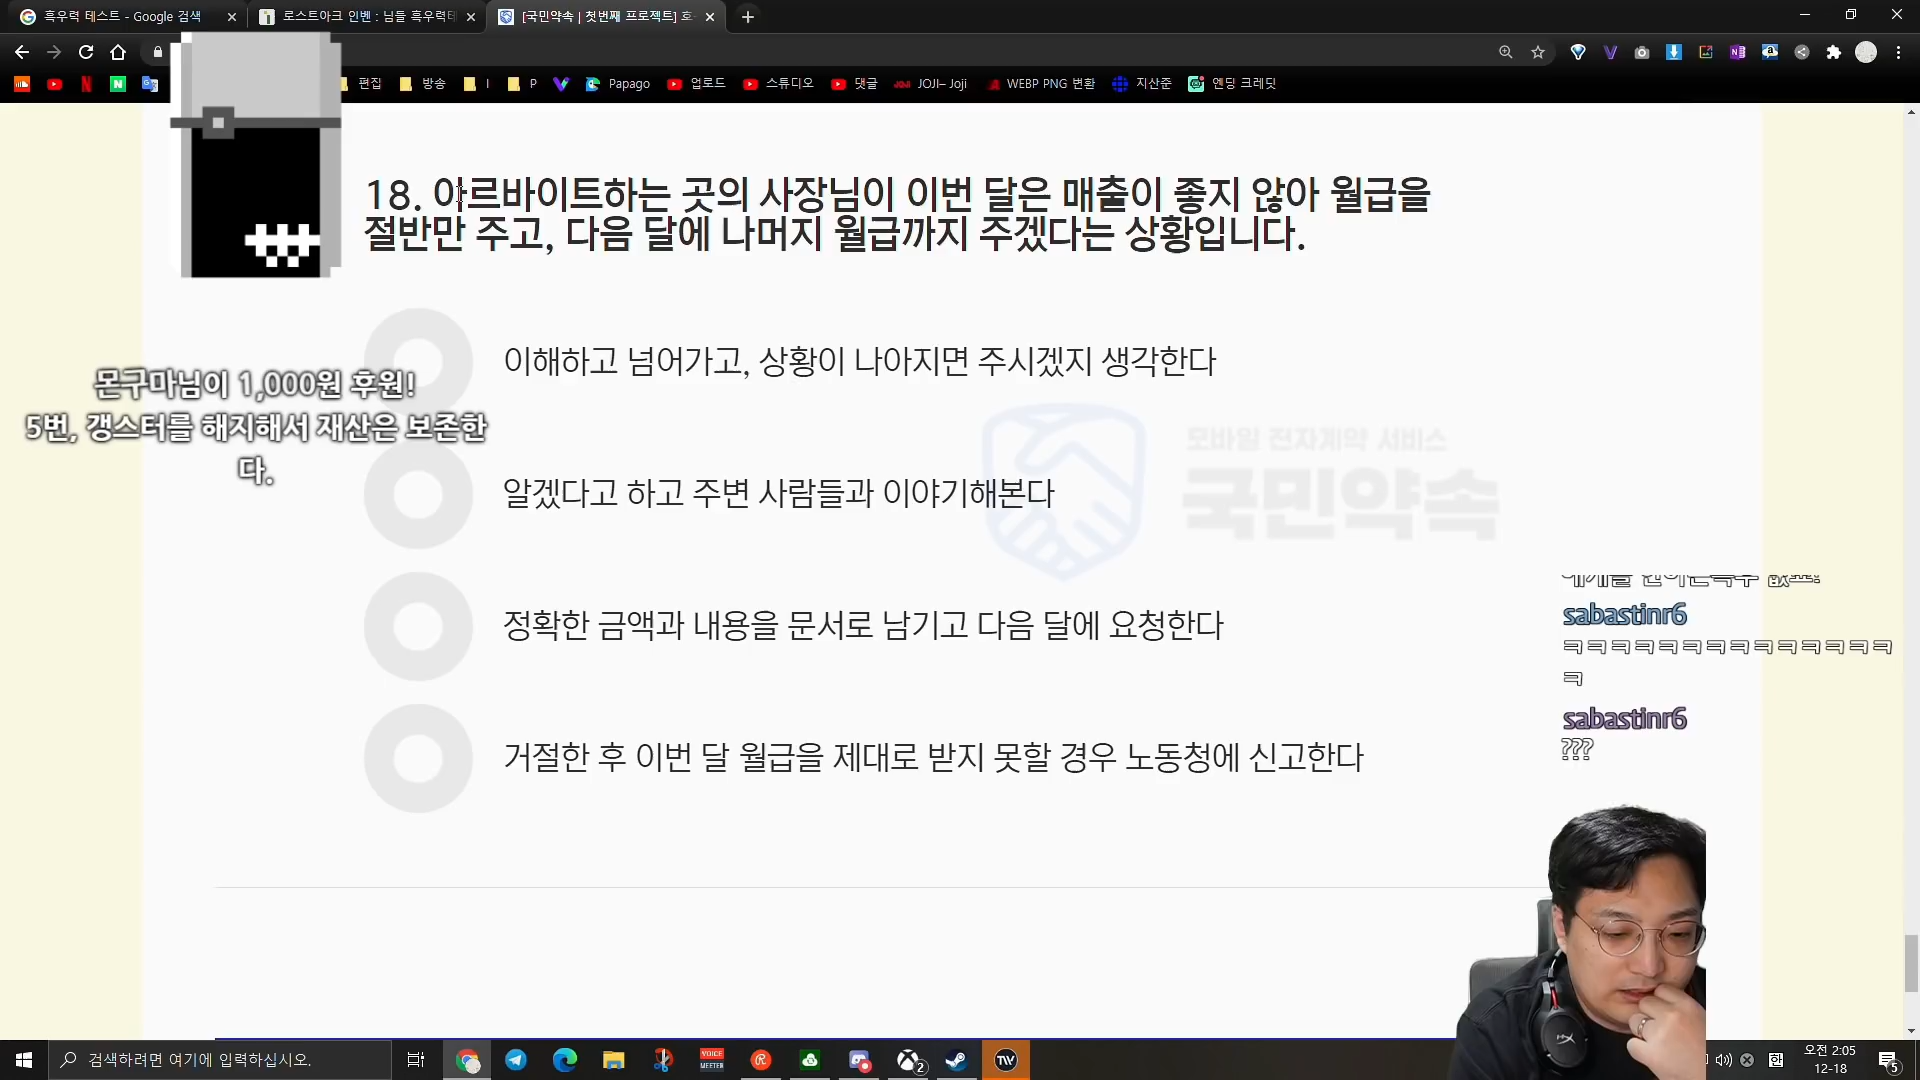 흑우력 테스트 - Google 검색
로스트아크 인벤 : 님들 흑우력테
[국민약속 | 첫번째 프로젝트] 호
편집
방송
I
P
Papago
업로드
스튜디오
댓글
JOJI– Joji
WEBP PNG 변환
지산준
엔딩 크레딧
18. 아르바이트하는 곳의 사장님이 이번 달은 매출이 좋지 않아 월급을
절반만 주고, 다음 달에 나머지 월급까지 주겠다는 상황입니다.
이해하고 넘어가고, 상황이 나아지면 주시겠지 생각한다
몬구마님이 1,000원 후원!
5번, 갱스터를 해지해서 재산은 보존한
다.
모바일 전자계약 서비스
국민약속
알겠다고 하고 주변 사람들과 이야기해본다
정확한 금액과 내용을 문서로 남기고 다음 달에 요청한다
거절한 후 이번 달 월급을 제대로 받지 못할 경우 노동청에 신고한다
sabastinr6
ㅋㅋㅋㅋㅋㅋㅋㅋㅋㅋㅋㅋㅋㅋ
ㅋ
sabastinr6
???
검색하려면 여기에 입력하십시오.
VOICE
MEETER
2
TW
한
오전 2:05
12-18
5